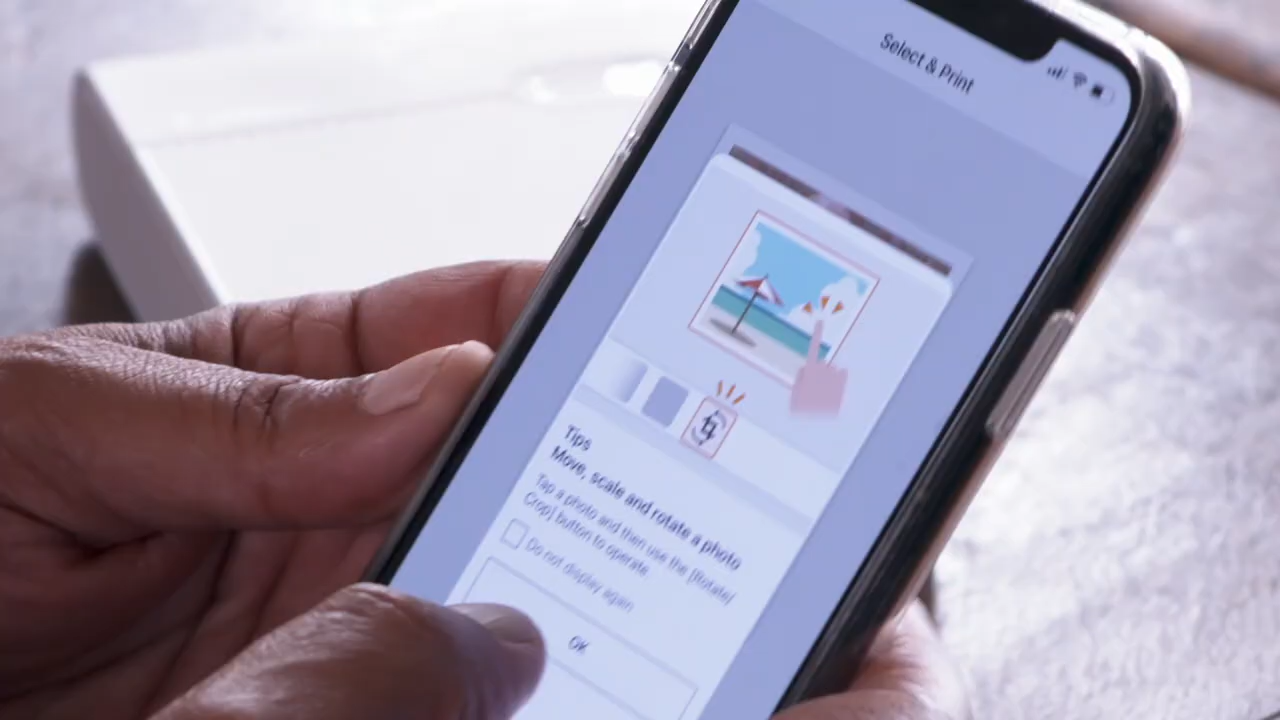 Select & Print
Tips
Move, scale and rotate a photo
Tap a photo and then use the [Rotate/
Crop] button to operate.
Do not display again
OK